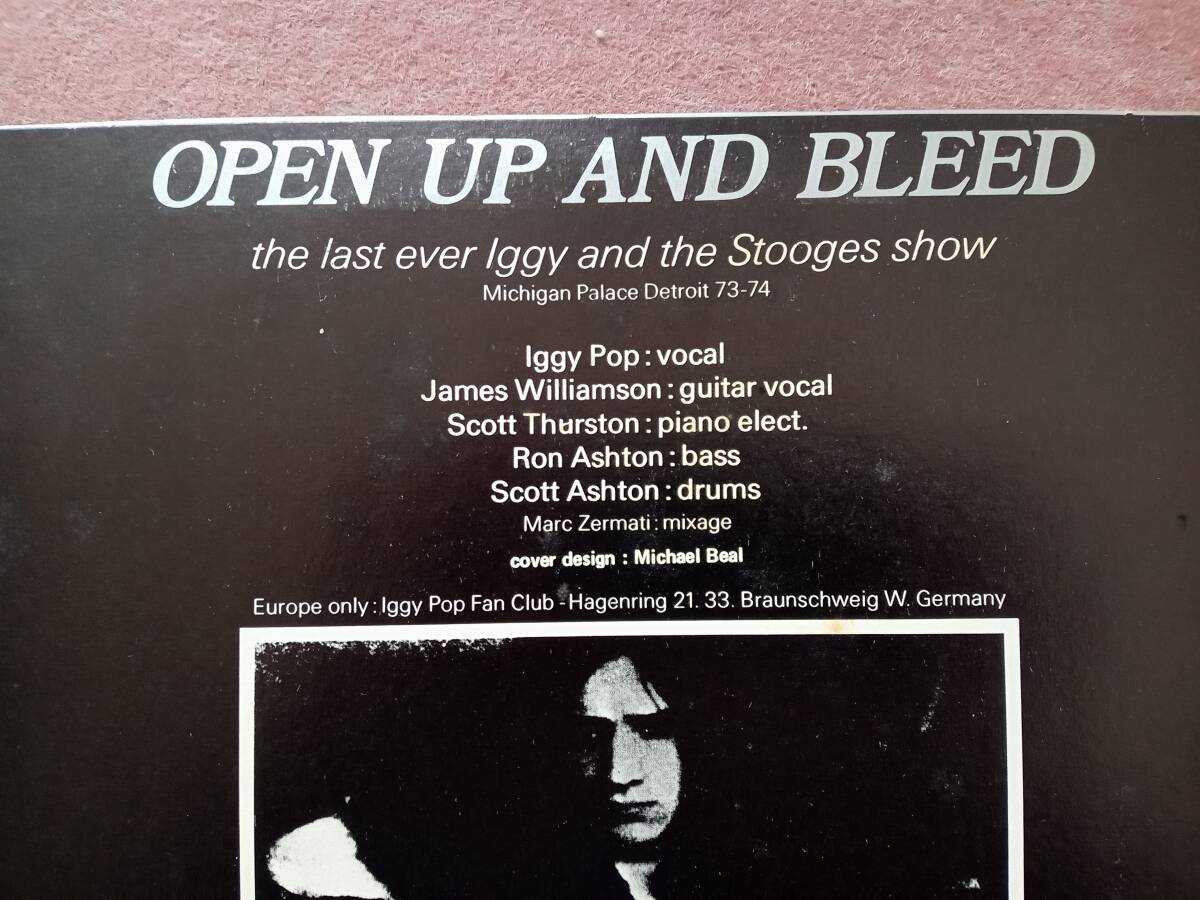 OPEN UP AND BLEED
the last ever Iggy and the Stooges show
Michigan Palace Detroit 73-74
Iggy Pop : vocal
James Williamson : guitar vocal
Scott Thurston : piano elect.
Ron Ashton : bass
Scott Ashton : drums
Marc Zermati : mixage
cover design : Michael Beal
Europe only : Iggy Pop Fan Club - Hagenring 21. 33. Braunschweig W. Germany